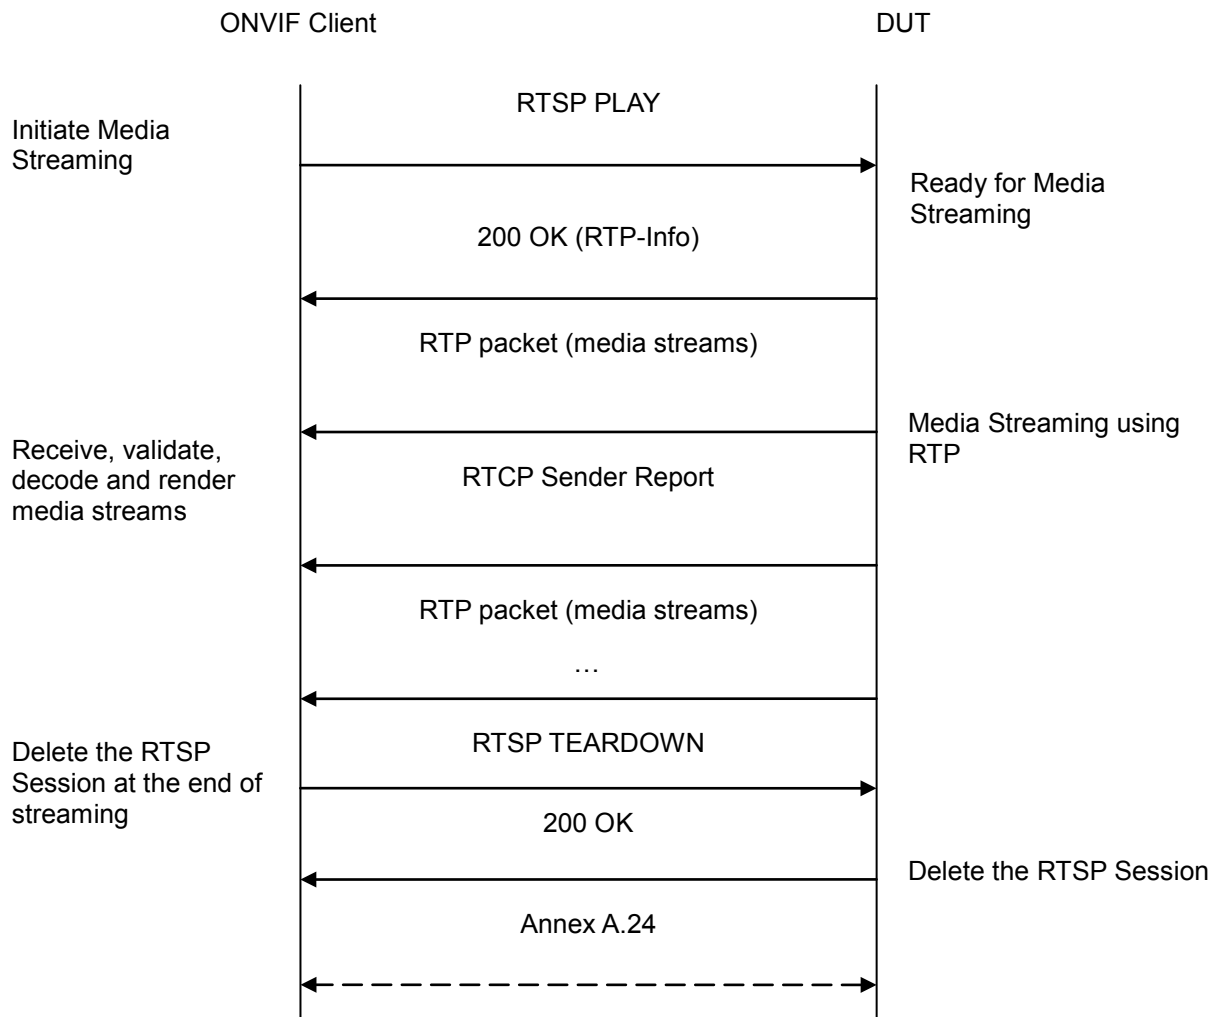 ONVIF Client
DUT
RTSP PLAY
Initiate Media
Streaming
Ready for Media
Streaming
200 OK (RTP-Info)
RTP packet (media streams)
Media Streaming using
RTP
Receive, validate,
decode and render
media streams
RTCP Sender Report
RTP packet (media streams)
…
RTSP TEARDOWN
Delete the RTSP
Session at the end of
streaming
200 OK
Delete the RTSP Session
Annex A.24